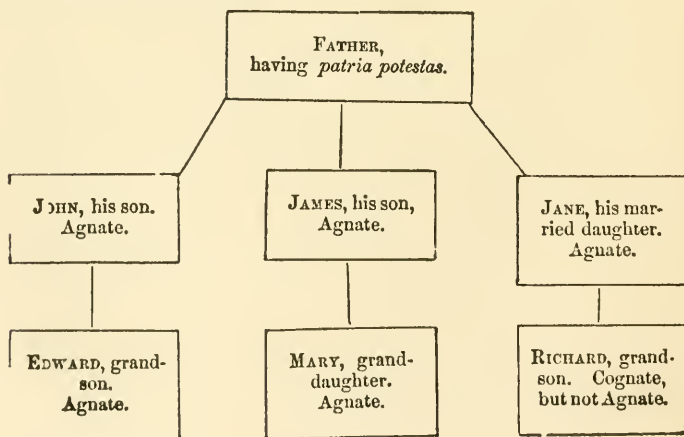 FATHER,
having patria potestas.
JOHN, his son.
Agnate.
JAMES, his son,
Agnate.
JANE, his mar-
ried daughter.
Agnate.
EDWARD, grand-
son.
Agnate.
MARY, grand-
daughter.
Agnate.
RICHARD, grand-
son. Cognate,
but not Agnate.